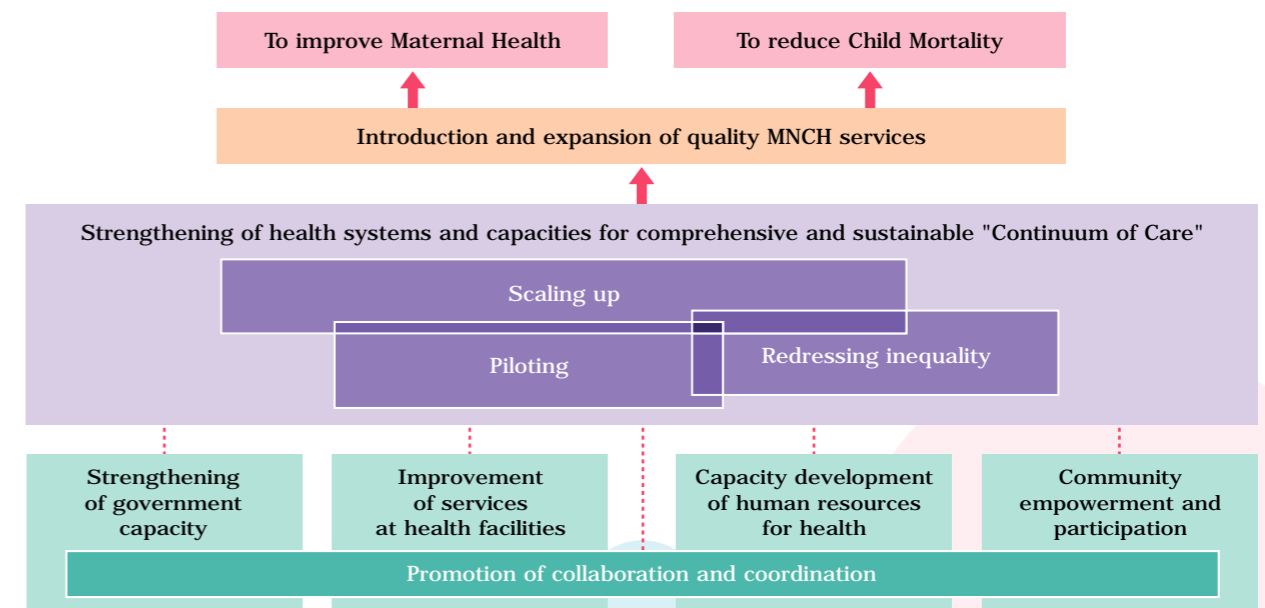 To improve Maternal Health
To reduce Child Mortality
Introduction and expansion of quality MNCH services
Strengthening of health systems and capacities for comprehensive and sustainable "Continuum of Care"
Scaling up
Piloting
Redressing inequality
Strengthening
of government
capacity
Improvement
of services
at health facilities
Capacity development
of human resources
for health
Community
empowerment and
participation
Promotion of collaboration and coordination